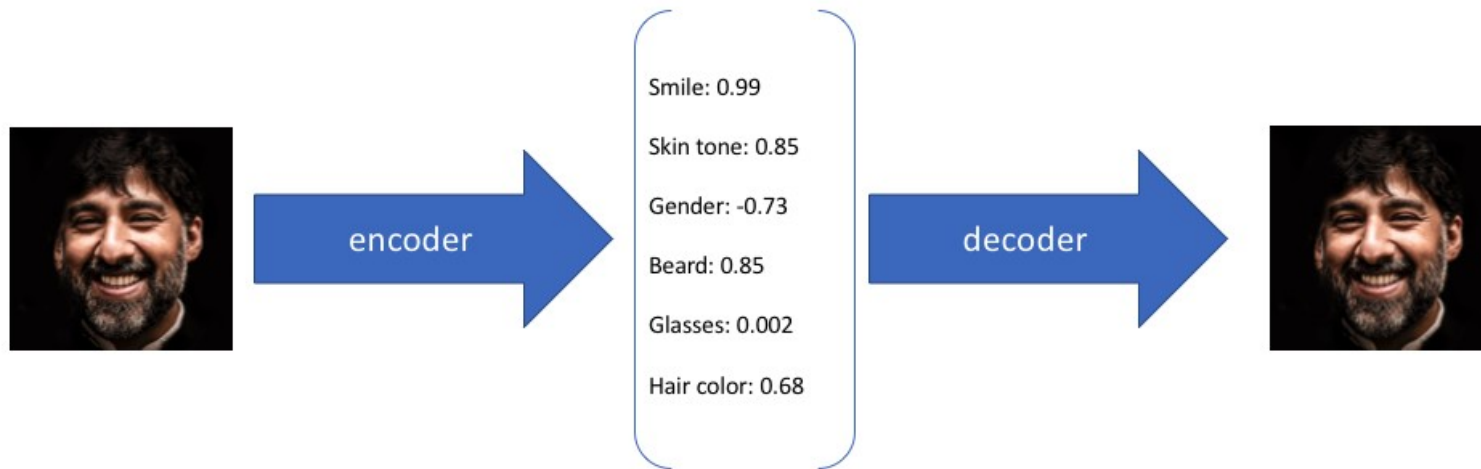 encoder
Smile: 0.99
Skin tone: 0.85
Gender: -0.73
Beard: 0.85
Glasses: 0.002
Hair color: 0.68
decoder